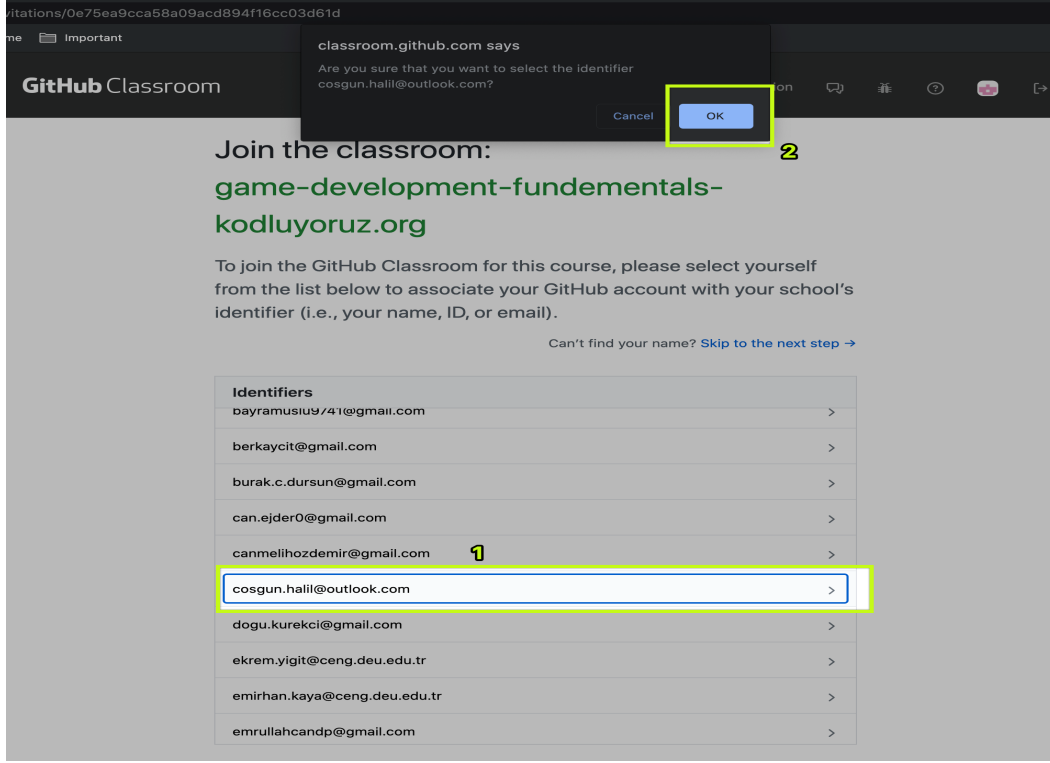 vitations/0e75ea9cca58a09acd894f16cc03d61d
me Important
classroom.github.com says
Are you sure that you want to select the identifier
cosgun.halil@outlook.com?
Cancel OK
GitHub Classroom
ion
2
Join the classroom:
game-development-fundementals-
kodluyoruz.org
To join the GitHub Classroom for this course, please select yourself
from the list below to associate your GitHub account with your school's
identifier (i.e., your name, ID, or email).
Can't find your name? Skip to the next step →
Identifiers
bayramuslu9741@gmail.com
berkaycit@gmail.com
burak.c.dursun@gmail.com
can.ejder0@gmail.com
canmelihozdemir@gmail.com
1
cosgun.halil@outlook.com
dogu.kurekci@gmail.com
ekrem.yigit@ceng.deu.edu.tr
emirhan.kaya@ceng.deu.edu.tr
emrullahcandp@gmail.com